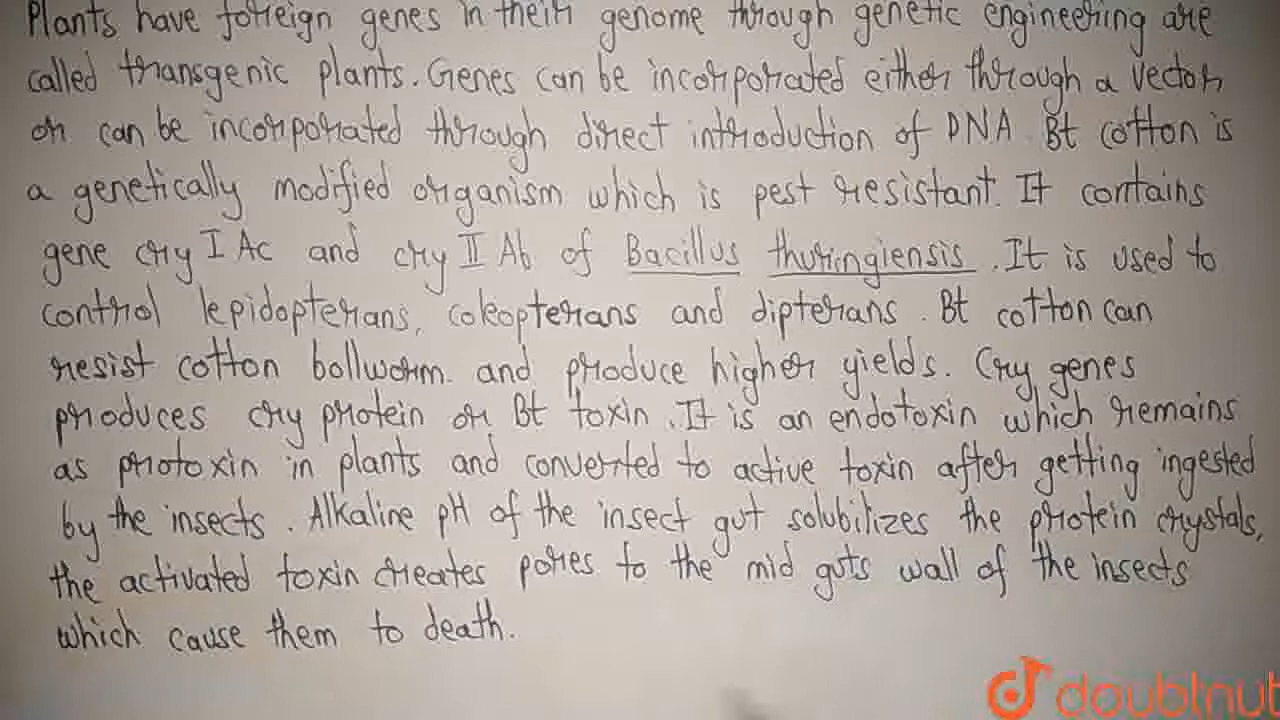 Plants have foreign genes in their genome through genetic engineering are
called transgenic plants. Genes can be incorporated either through a vector
or can be incorporated through direct introduction of DNA. Bt cotton is
a genetically modified organism which is pest resistant. It contains
gene cry I Ac and cry II Ab of Bacillus thuringiensis. It is used to
control lepidopterans, coleopterans and dipterans. Bt cotton can
resist cotton bollworm. and produce higher yields. Cry genes
produces cry protein or Bt toxin. It is an endotoxin which remains
as protoxin in plants and converted to active toxin after getting ingested
by the insects. Alkaline pH of the insect gut solubilizes the protein crystals,
the activated toxin creates pores to the mid guts wall of the insects
which cause them to death.
doubtnut